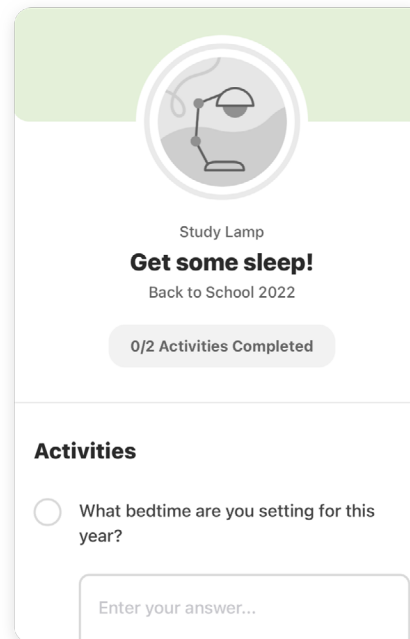 Study Lamp
Get some sleep!
Back to School 2022
0/2 Activities Completed
Activities
What bedtime are you setting for this
year?
Enter your answer...